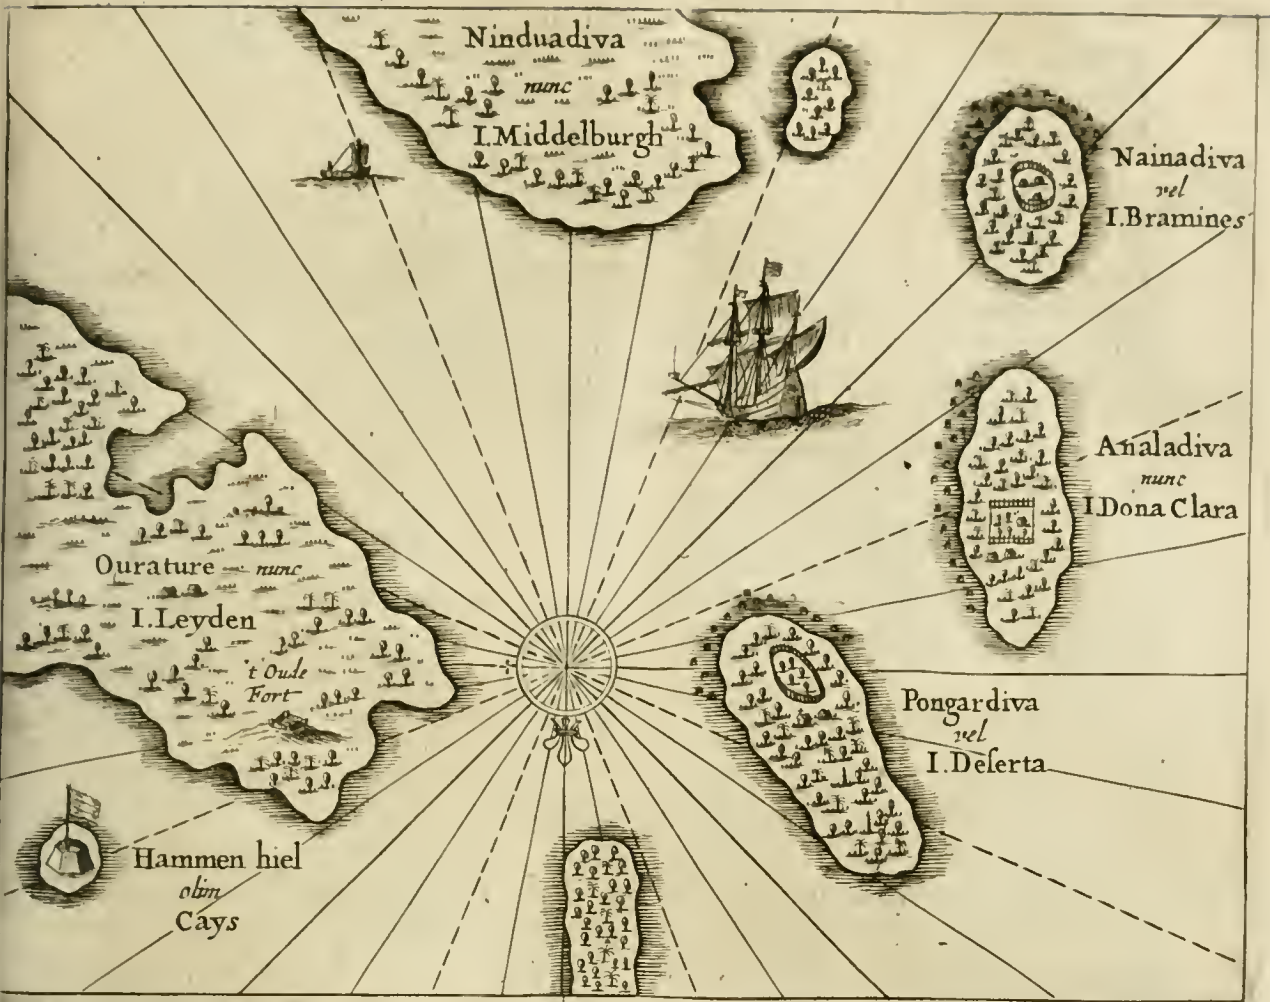 Ninduadiva
nunc
I.Middelburgh
Nainadiva
vel
I.Bramines
Analadiva
nunc
I.Dona Clara
Ourature nunc
I.Leyden
't Oude
Fort
Pongardiva
vel
I.Deſerta
Hammen hiel
olim
Cays